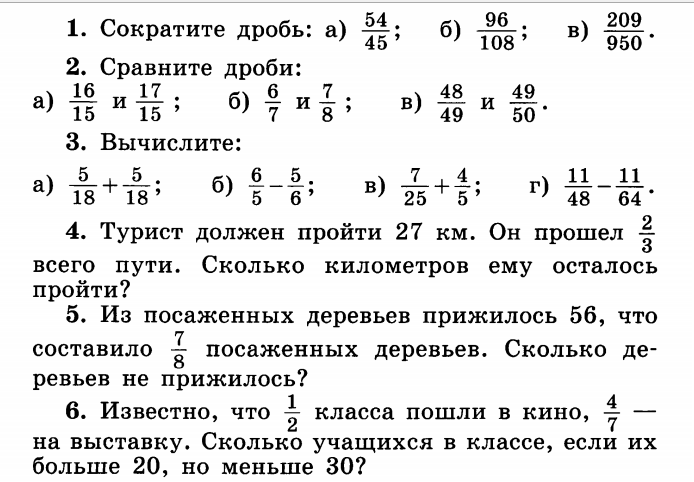 1. Сократите дробь: а) 54/45; б) 96/108; в) 209/950.
2. Сравните дроби:
а) 16/15 и 17/15; б) 6/7 и 7/8; в) 48/49 и 49/50.
3. Вычислите:
а) 5/18 + 5/18; б) 6/5 − 5/6; в) 7/25 + 4/5; г) 11/48 − 11/64.
4. Турист должен пройти 27 км. Он прошел 2/3
всего пути. Сколько километров ему осталось
пройти?
5. Из посаженных деревьев прижилось 56, что
составило 7/8 посаженных деревьев. Сколько де-
ревьев не прижилось?
6. Известно, что 1/2 класса пошли в кино, 4/7 —
на выставку. Сколько учащихся в классе, если их
больше 20, но меньше 30?